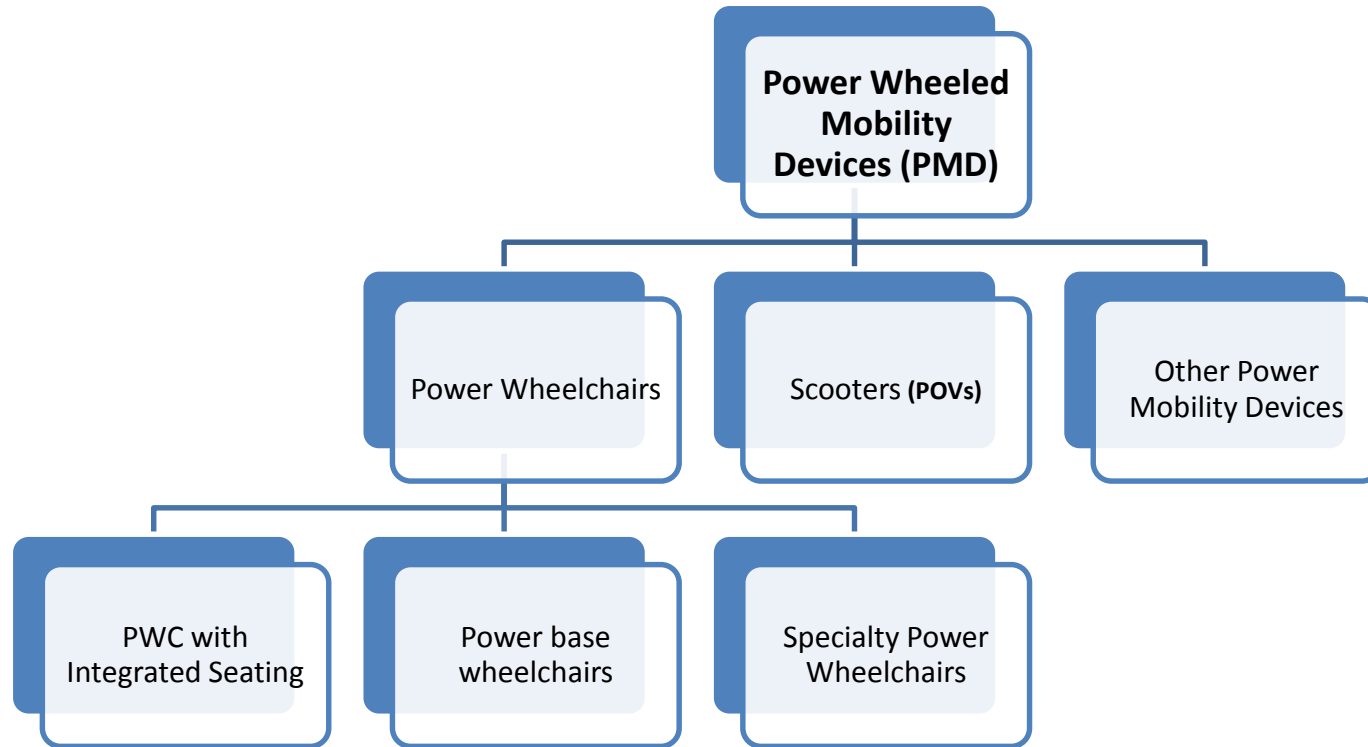 Power Wheeled
Mobility
Devices (PMD)
Power Wheelchairs
Scooters (POVs)
Other Power
Mobility Devices
PWC with
Integrated Seating
Power base
wheelchairs
Specialty Power
Wheelchairs